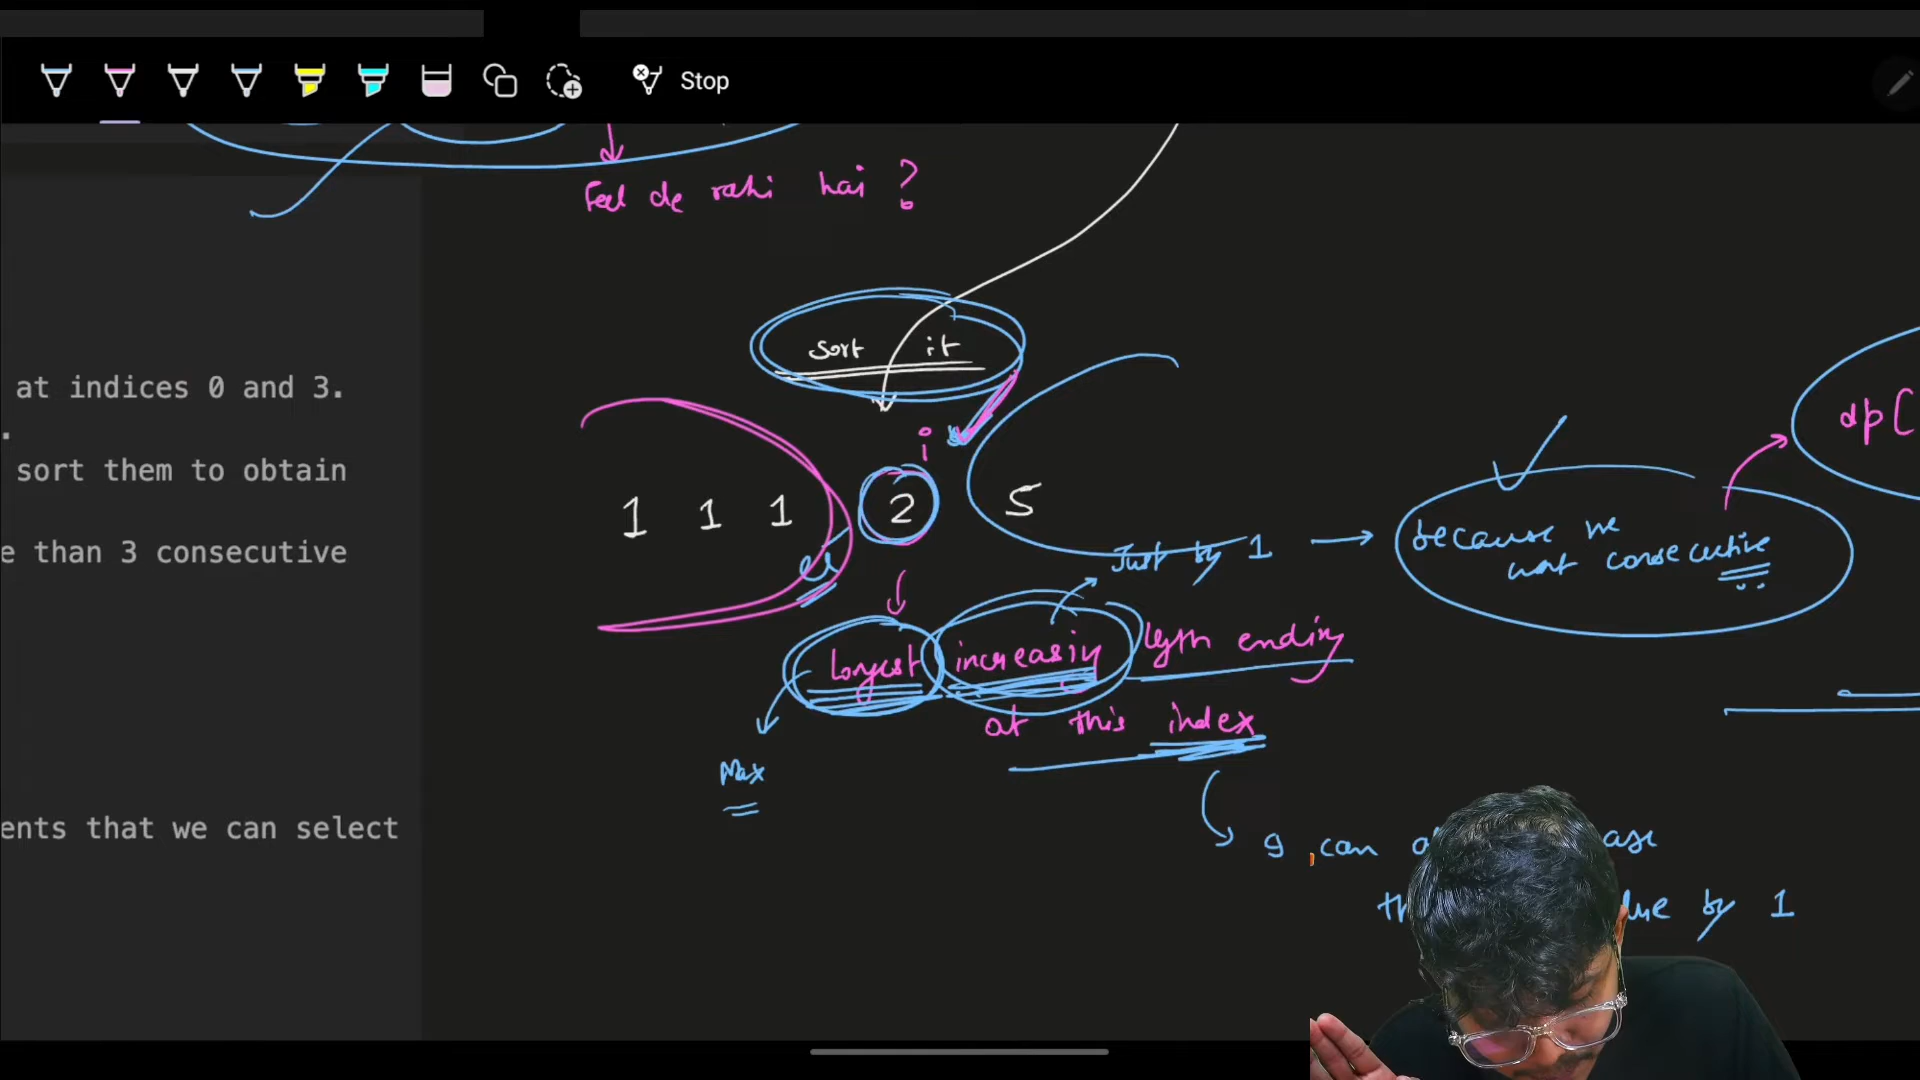 Stop
Feel de rahi hai ?
sort it
at indices 0 and 3.
.
sort them to obtain
e than 3 consecutive
ents that we can select
i
1 1 1 2 5
Just by 1
because we
want consecutive
dp[
longest increasing length ending
at this index
Max
I can
by 1